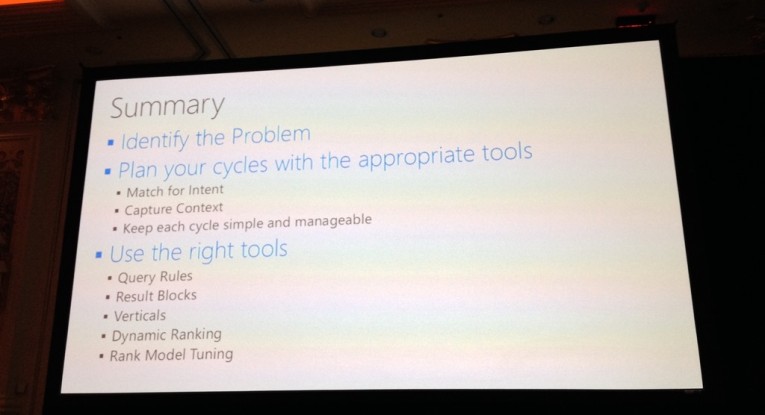 Summary
▪ Identify the Problem
▪ Plan your cycles with the appropriate tools
▪ Match for Intent
▪ Capture Context
▪ Keep each cycle simple and manageable
▪ Use the right tools
▪ Query Rules
▪ Result Blocks
▪ Verticals
▪ Dynamic Ranking
▪ Rank Model Tuning